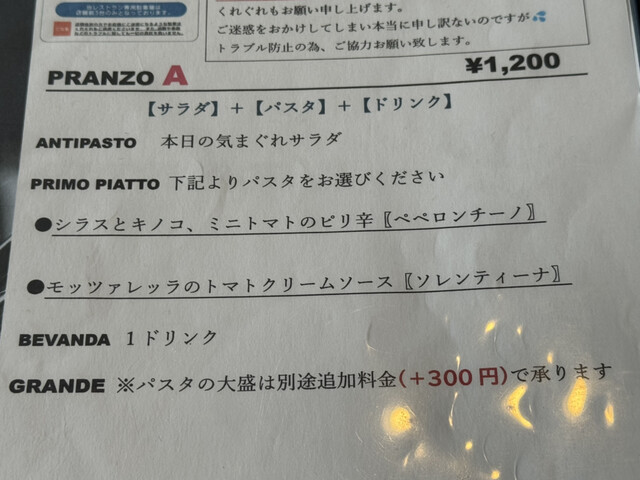 くれぐれもお願い申し上げます。
ご迷惑をおかけしてしまい本当に申し訳ないのですが
トラブル防止の為、ご協力お願い致します。
PRANZO A ¥1,200
【サラダ】＋【パスタ】＋【ドリンク】
ANTIPASTO 本日の気まぐれサラダ
PRIMO PIATTO 下記よりパスタをお選びください
●シラスとキノコ、ミニトマトのピリ辛〖ペペロンチーノ〗
●モッツァレッラのトマトクリームソース〖ソレンティーナ〗
BEVANDA １ドリンク
GRANDE ※パスタの大盛は別途追加料金(＋300円)で承ります